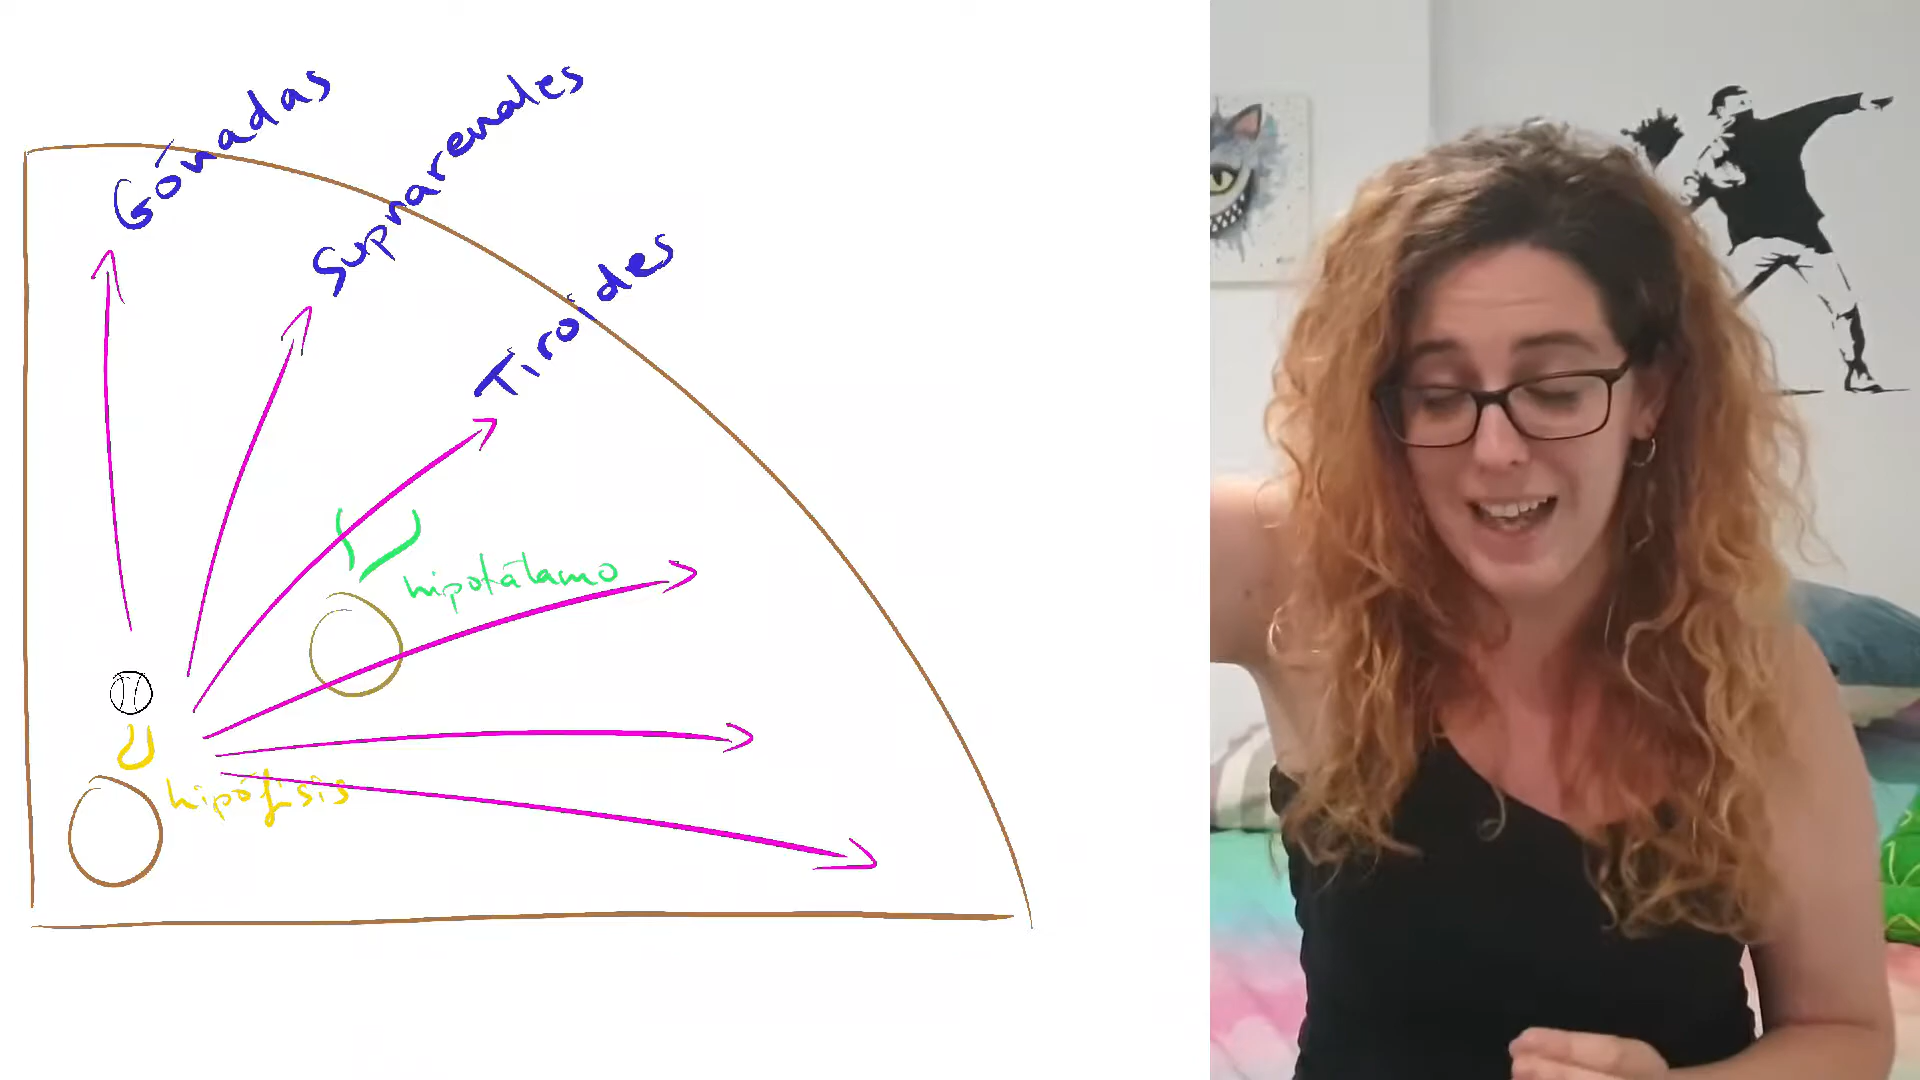 Gónadas
Suprarenales
Tiroides
hipotálamo
hipófisis